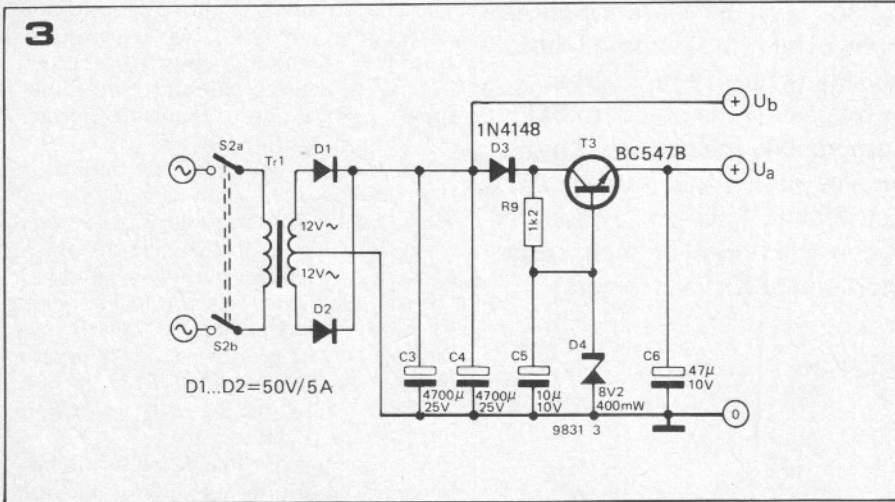 3
S2a
Tr1
D1
12V~
12V~
D2
S2b
D1...D2=50V/5A
1N4148
D3
R9
1k2
T3
BC547B
+ Ub
+ Ua
C3
4700µ
25V
C4
4700µ
25V
C5
10µ
10V
D4
8V2
400mW
C6
47µ
10V
0
9831 3